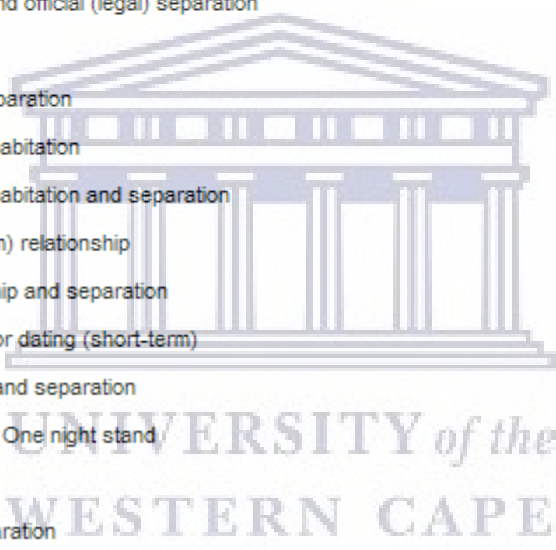 nd official (legal) separation
paration
abitation
abitation and separation
n) relationship
ip and separation
or dating (short-term)
and separation
One night stand
UNIVERSITY of the
aration
WESTERN CAPE